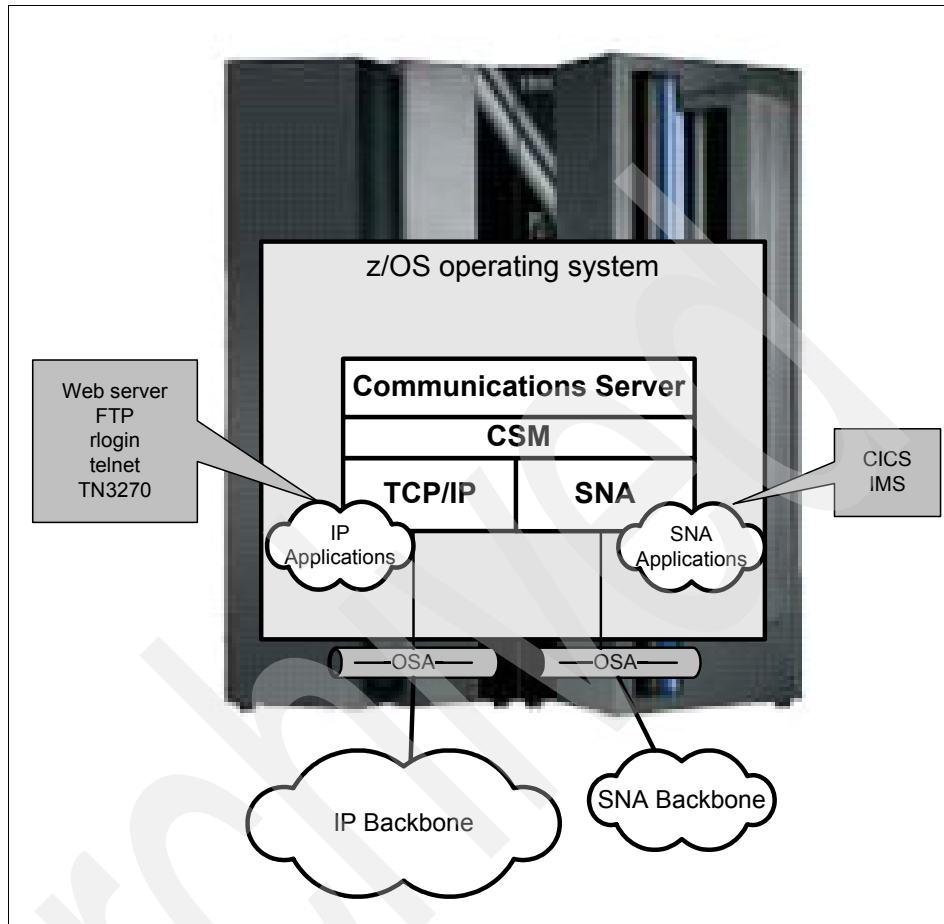 z/OS operating system
Communications Server
CSM
TCP/IP
SNA
Web server
FTP
rlogin
telnet
TN3270
CICS
IMS
IP
Applications
SNA
Applications
OSA
OSA
IP Backbone
SNA Backbone